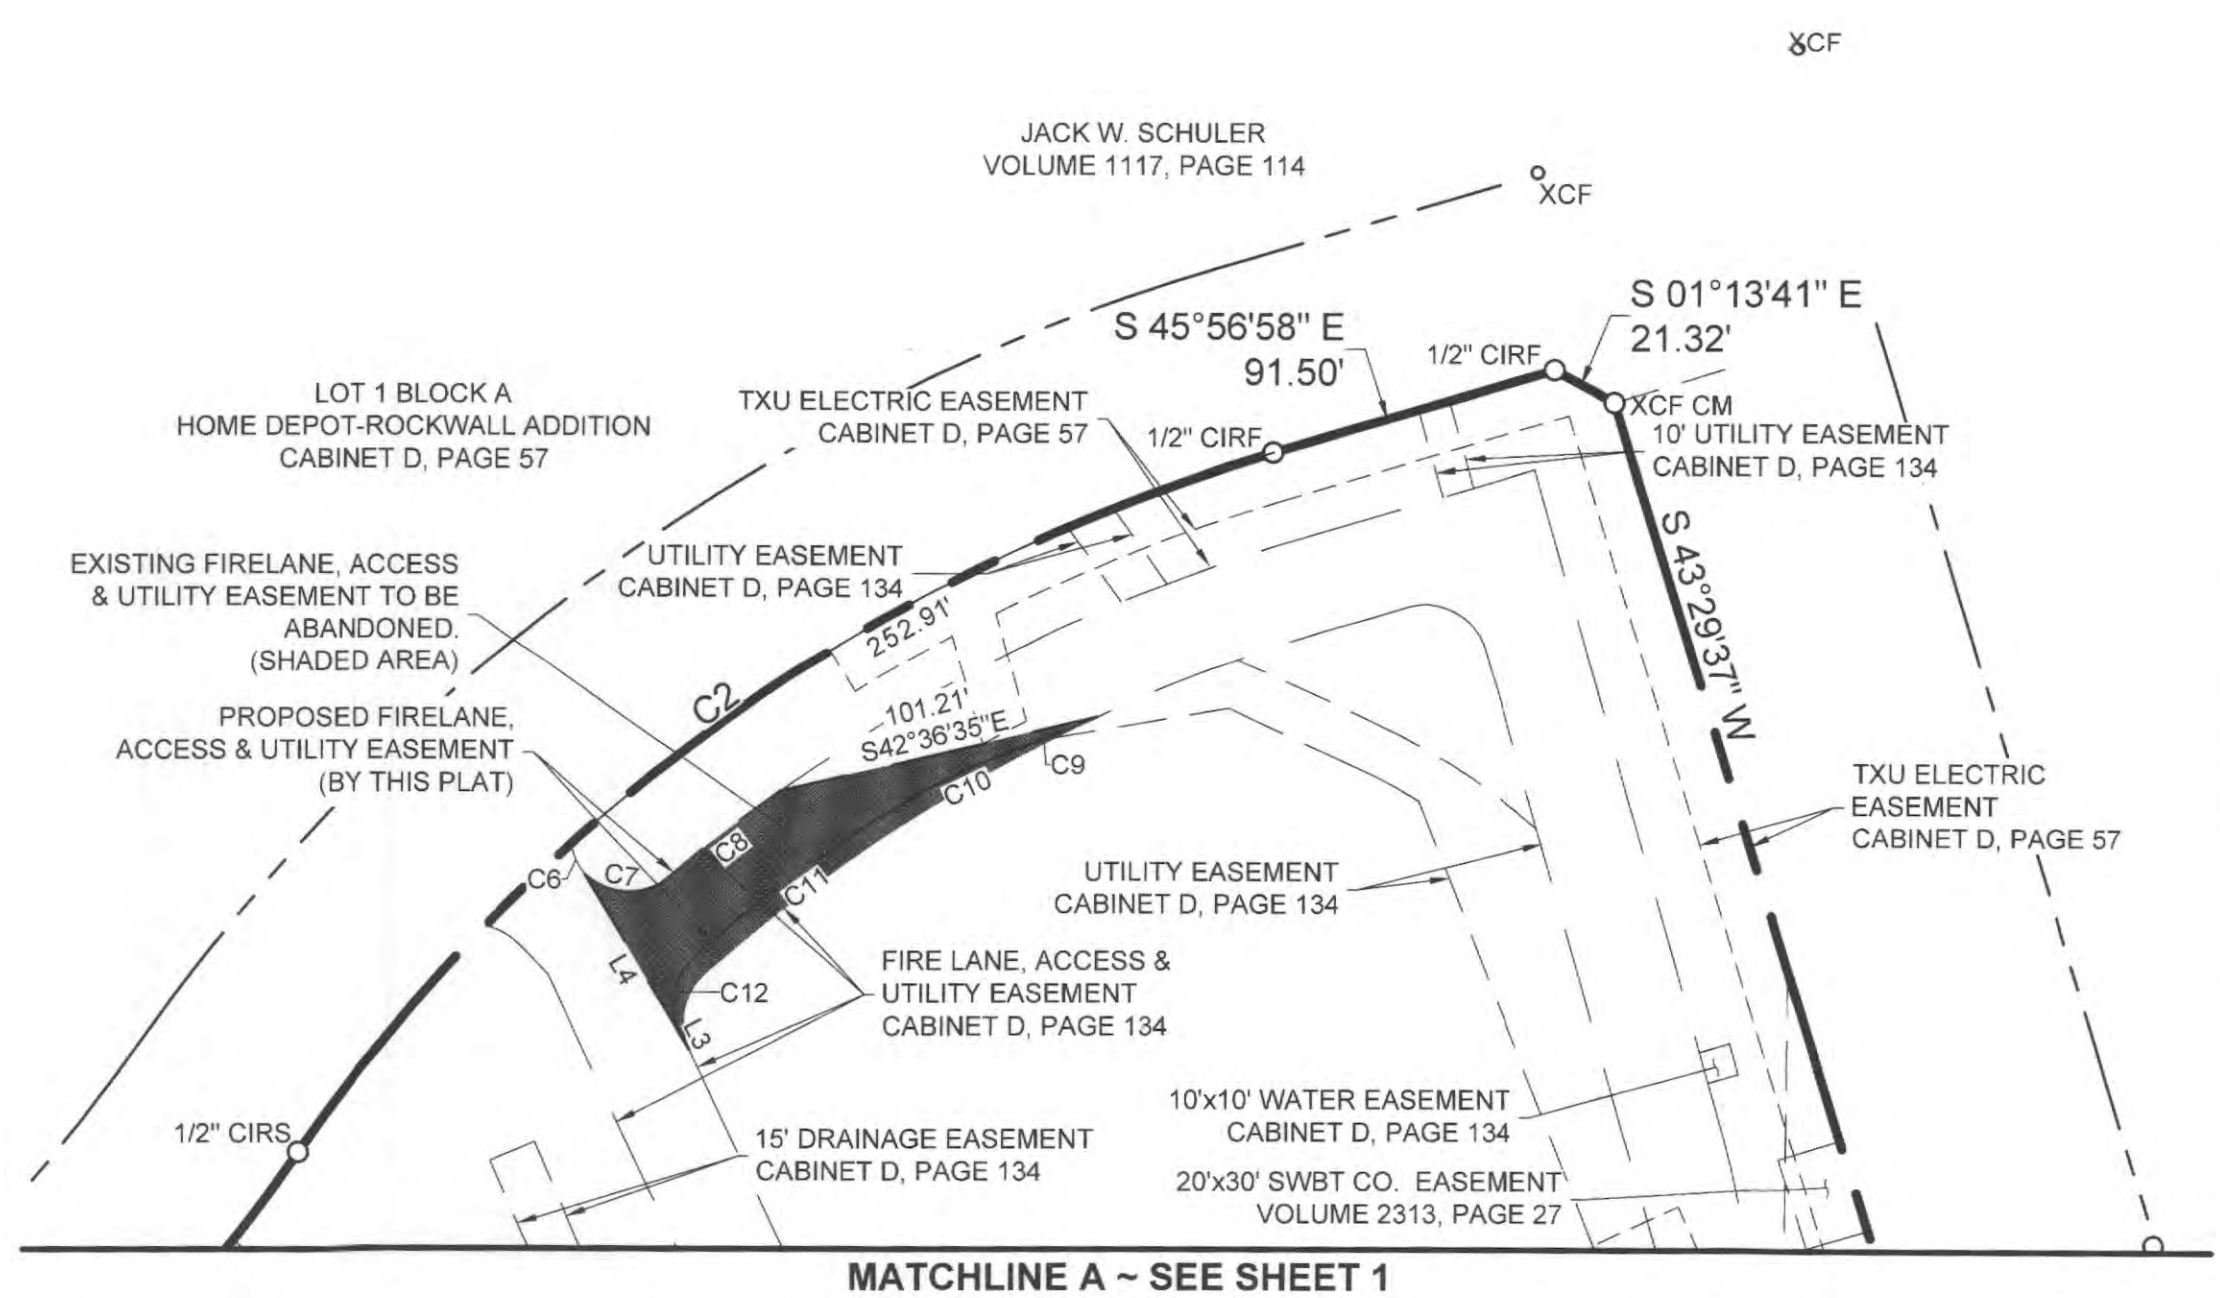 XCF
JACK W. SCHULER
VOLUME 1117, PAGE 114
XCF
S 01°13'41" E
21.32'
S 45°56'58" E
91.50'
1/2" CIRF
LOT 1 BLOCK A
HOME DEPOT-ROCKWALL ADDITION
CABINET D, PAGE 57
TXU ELECTRIC EASEMENT
CABINET D, PAGE 57
1/2" CIRF
XCF CM
10' UTILITY EASEMENT
CABINET D, PAGE 134
S 43°29'37" W
UTILITY EASEMENT
CABINET D, PAGE 134
EXISTING FIRELANE, ACCESS
& UTILITY EASEMENT TO BE
ABANDONED.
(SHADED AREA)
252.91'
C2
101.21'
S42°36'35"E
PROPOSED FIRELANE,
ACCESS & UTILITY EASEMENT
(BY THIS PLAT)
C9
C10
TXU ELECTRIC
EASEMENT
CABINET D, PAGE 57
C8
C6
C7
C11
UTILITY EASEMENT
CABINET D, PAGE 134
L4
C12
L3
FIRE LANE, ACCESS &
UTILITY EASEMENT
CABINET D, PAGE 134
1/2" CIRS
15' DRAINAGE EASEMENT
CABINET D, PAGE 134
10'x10' WATER EASEMENT
CABINET D, PAGE 134
20'x30' SWBT CO. EASEMENT
VOLUME 2313, PAGE 27
MATCHLINE A ~ SEE SHEET 1